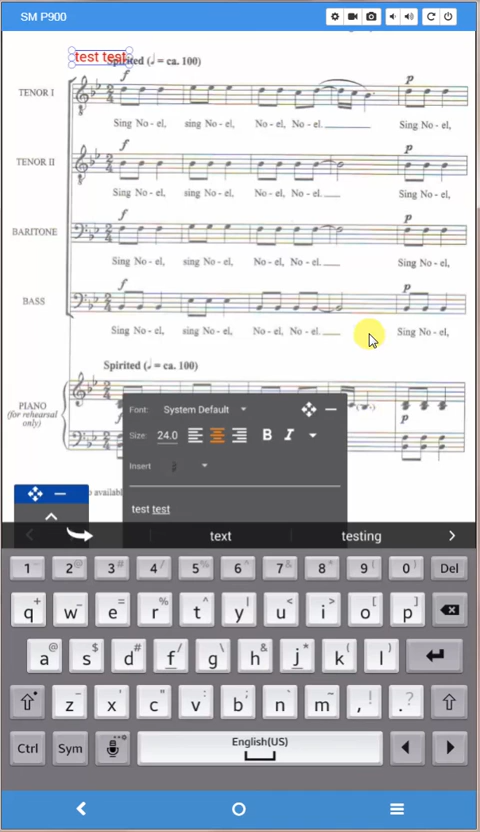 SM P900
test test
Spirited (♩ = ca. 100)
f
p
TENOR I
Sing No - el, sing No - el, No - el, No - el. Sing No - el,
f
p
TENOR II
Sing No - el, sing No - el, No - el, No - el. Sing No - el,
f
p
BARITONE
Sing No - el, sing No - el, No - el, No - el. Sing No - el,
f
p
BASS
Sing No - el, sing No - el, No - el, No - el. Sing No - el,
Spirited (♩ = ca. 100)
PIANO
(for rehearsal
only)
f
p
Font: System Default
Size: 24.0 B I
Insert
test test
text testing
1 2@ 3# 4/ 5% 6^ 7& 8* 9( 0) Del
q+ w- e= r% t^ y| u< i> o[ p]
a@ s$ d# f/ g\ h& j* k( l)
z- x' c" v: b; n~ m_ ,! .?
Ctrl Sym English(US)